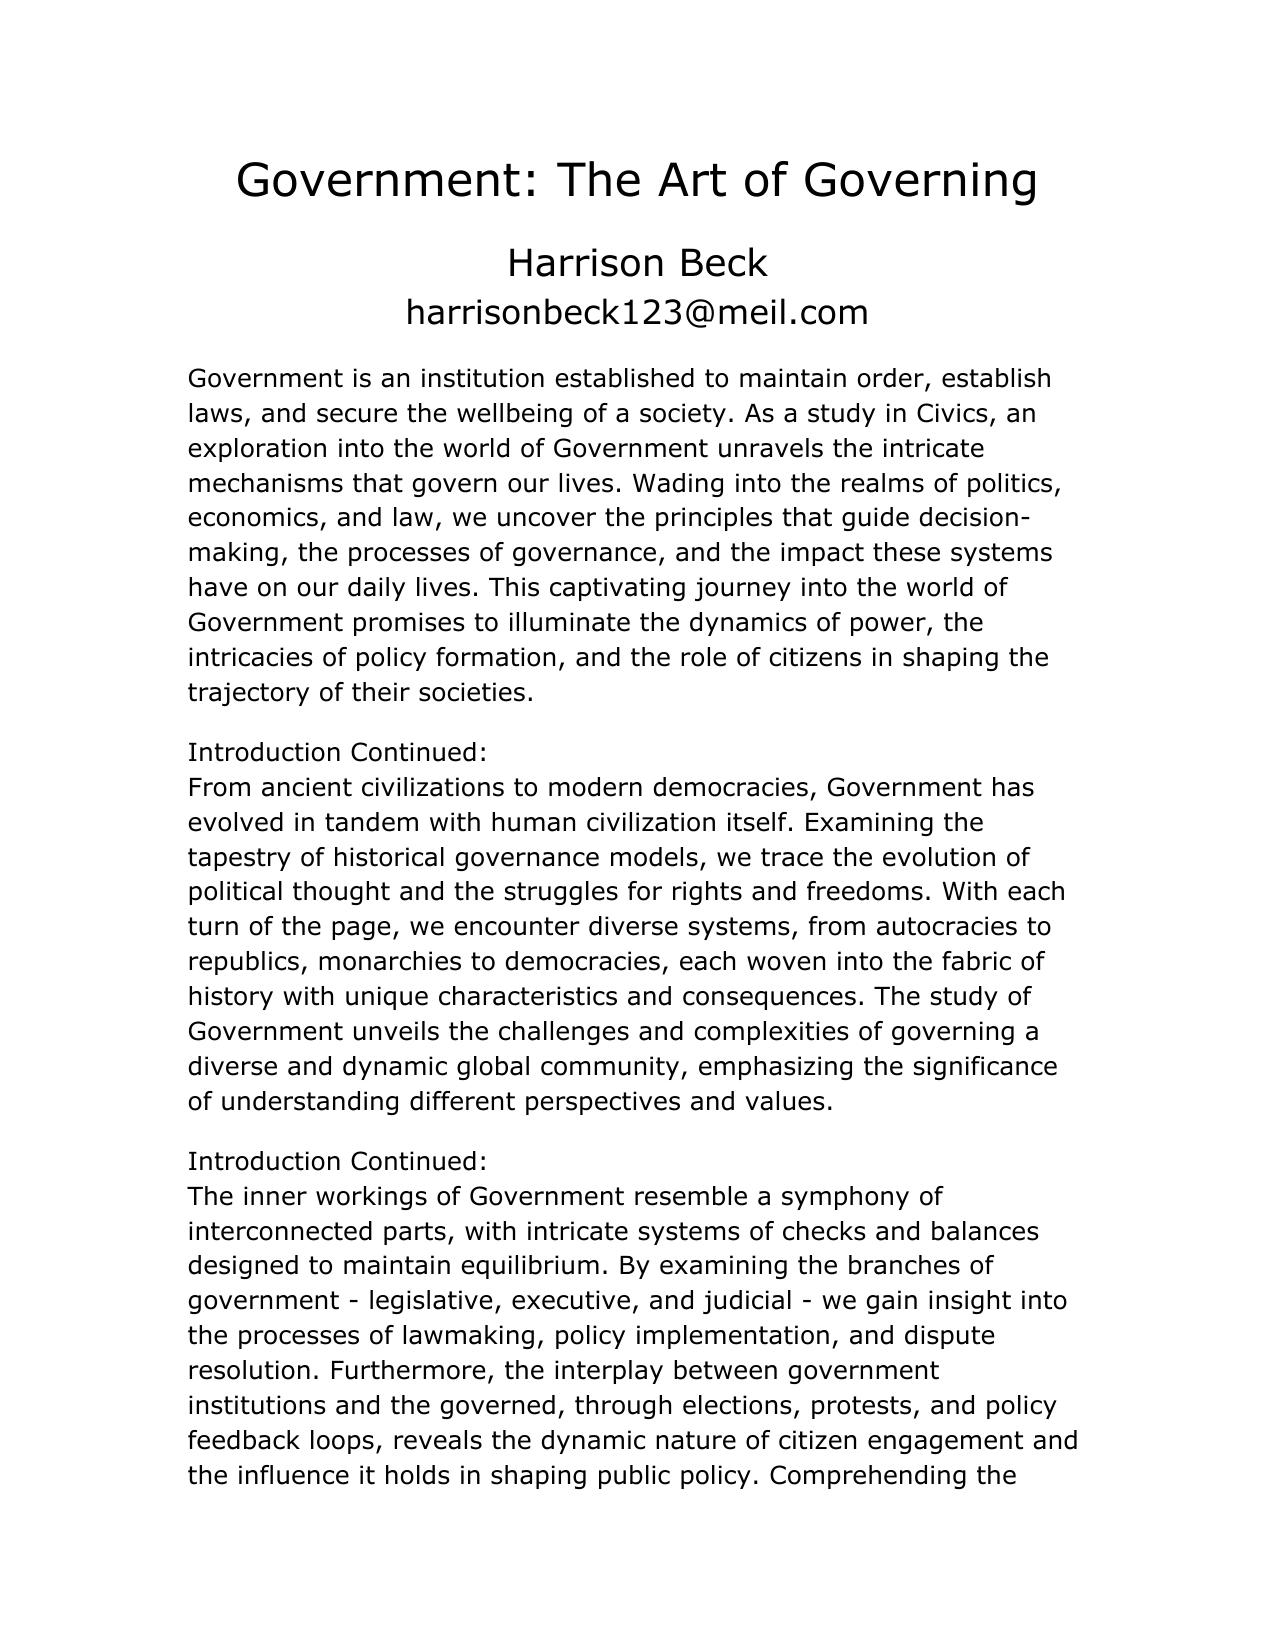 Government: The Art of Governing
Harrison Beck
harrisonbeck123@meil.com
Government is an institution established to maintain order, establish
laws, and secure the wellbeing of a society. As a study in Civics, an
exploration into the world of Government unravels the intricate
mechanisms that govern our lives. Wading into the realms of politics,
economics, and law, we uncover the principles that guide decision-
making, the processes of governance, and the impact these systems
have on our daily lives. This captivating journey into the world of
Government promises to illuminate the dynamics of power, the
intricacies of policy formation, and the role of citizens in shaping the
trajectory of their societies.
Introduction Continued:
From ancient civilizations to modern democracies, Government has
evolved in tandem with human civilization itself. Examining the
tapestry of historical governance models, we trace the evolution of
political thought and the struggles for rights and freedoms. With each
turn of the page, we encounter diverse systems, from autocracies to
republics, monarchies to democracies, each woven into the fabric of
history with unique characteristics and consequences. The study of
Government unveils the challenges and complexities of governing a
diverse and dynamic global community, emphasizing the significance
of understanding different perspectives and values.
Introduction Continued:
The inner workings of Government resemble a symphony of
interconnected parts, with intricate systems of checks and balances
designed to maintain equilibrium. By examining the branches of
government - legislative, executive, and judicial - we gain insight into
the processes of lawmaking, policy implementation, and dispute
resolution. Furthermore, the interplay between government
institutions and the governed, through elections, protests, and policy
feedback loops, reveals the dynamic nature of citizen engagement and
the influence it holds in shaping public policy. Comprehending the